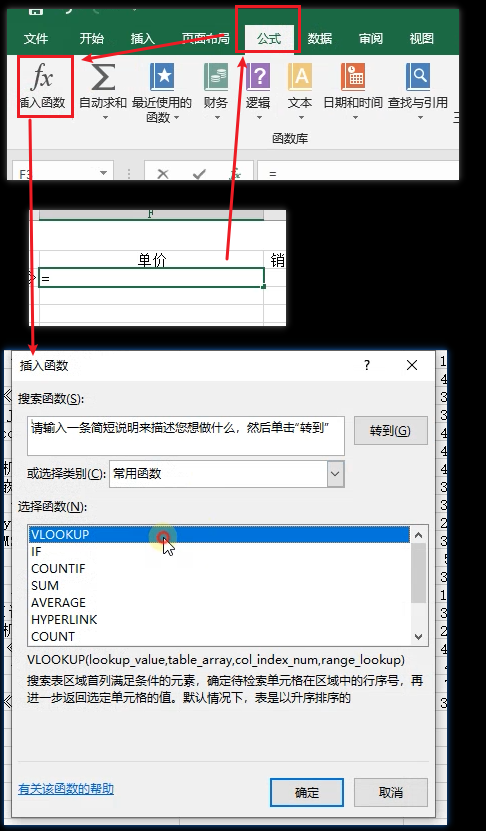 文件 开始 插入 页面布局 公式 数据 审阅 视图
fx Σ ? A
插入函数 自动求和 最近使用的函数 财务 逻辑 文本 日期和时间 查找与引用
函数库
F3 fx =
F
单价 销
=
插入函数 ?
搜索函数(S):
请输入一条简短说明来描述您想做什么，然后单击“转到”
转到(G)
或选择类别(C): 常用函数
选择函数(N):
VLOOKUP
IF
COUNTIF
SUM
AVERAGE
HYPERLINK
COUNT
VLOOKUP(lookup_value,table_array,col_index_num,range_lookup)
搜索表区域首列满足条件的元素，确定待检索单元格在区域中的行序号，再
进一步返回选定单元格的值。默认情况下，表是以升序排序的
有关该函数的帮助 确定 取消